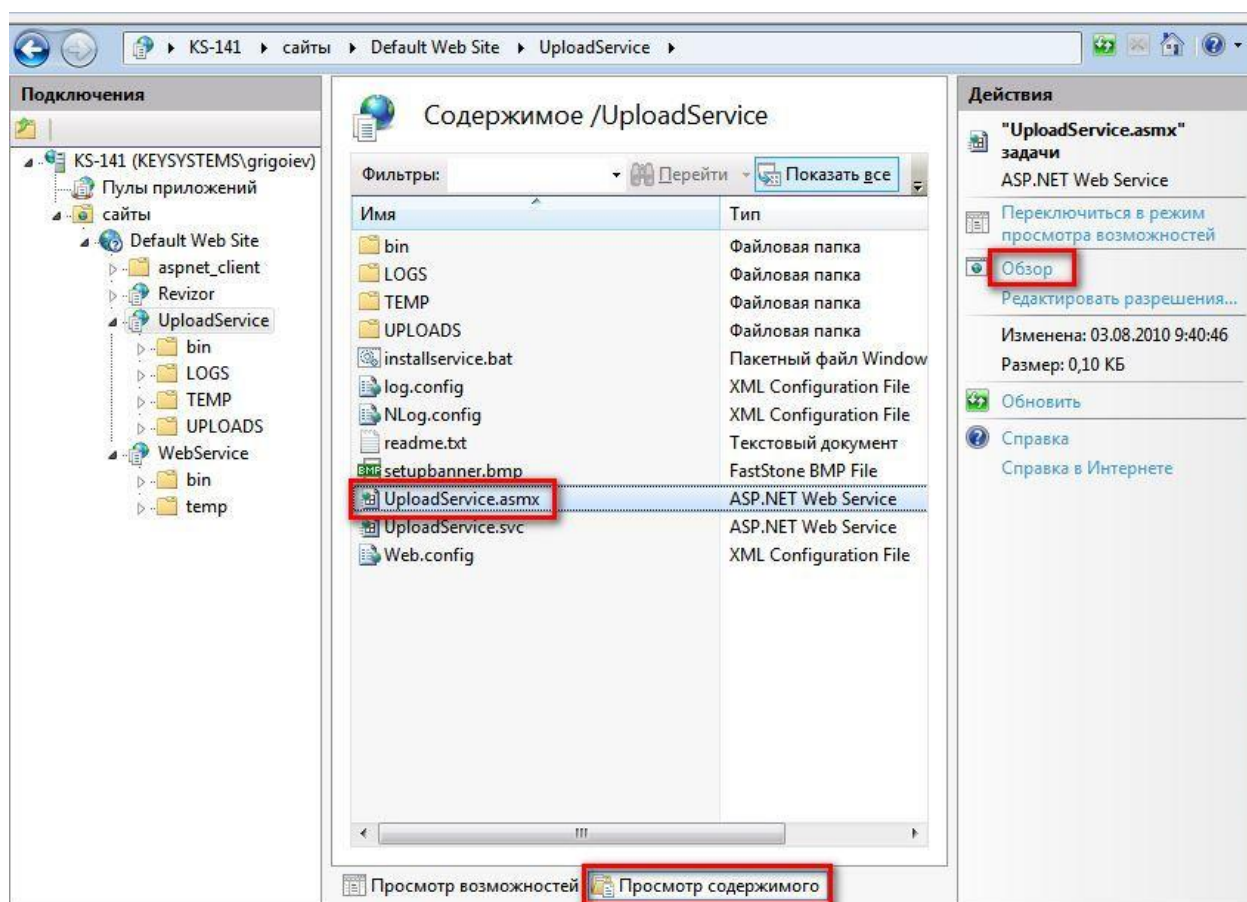 KS-141 сайты Default Web Site UploadService
Подключения
KS-141 (KEYSYSTEMS\grigoiev)
Пулы приложений
сайты
Default Web Site
aspnet_client
Revizor
UploadService
bin
LOGS
TEMP
UPLOADS
WebService
bin
temp
Содержимое /UploadService
Фильтры: Перейти Показать все
Имя Тип
bin Файловая папка
LOGS Файловая папка
TEMP Файловая папка
UPLOADS Файловая папка
installservice.bat Пакетный файл Window
log.config XML Configuration File
NLog.config XML Configuration File
readme.txt Текстовый документ
BMP setupbanner.bmp FastStone BMP File
UploadService.asmx ASP.NET Web Service
UploadService.svc ASP.NET Web Service
Web.config XML Configuration File
Просмотр возможностей Просмотр содержимого
Действия
"UploadService.asmx"
задачи
ASP.NET Web Service
Переключиться в режим
просмотра возможностей
Обзор
Редактировать разрешения...
Изменена: 03.08.2010 9:40:46
Размер: 0,10 КБ
Обновить
Справка
Справка в Интернете